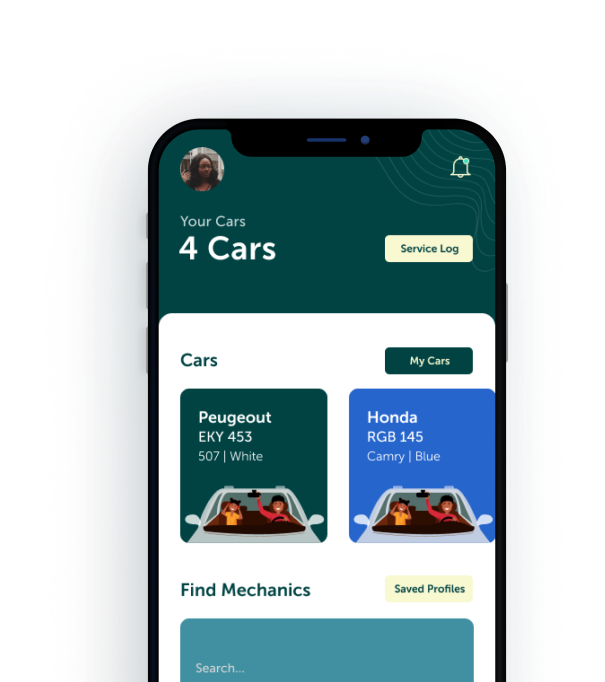 Your Cars
4 Cars
Service Log
Cars
My Cars
Peugeout
EKY 453
507 | White
Honda
RGB 145
Camry | Blue
Find Mechanics
Saved Profiles
Search...